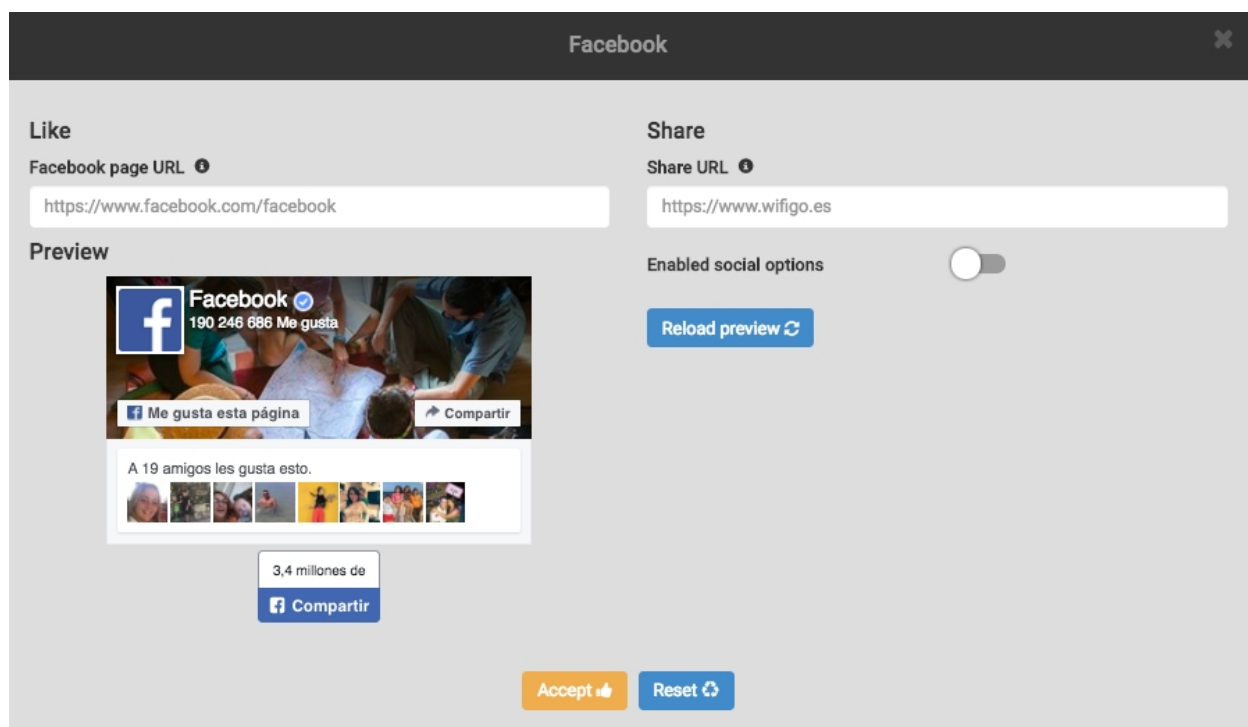 Facebook
Like
Facebook page URL
https://www.facebook.com/facebook
Preview
Facebook
190 246 686 Me gusta
Me gusta esta página
Compartir
A 19 amigos les gusta esto.
3,4 millones de
Compartir
Share
Share URL
https://www.wifigo.es
Enabled social options
Reload preview
Accept
Reset